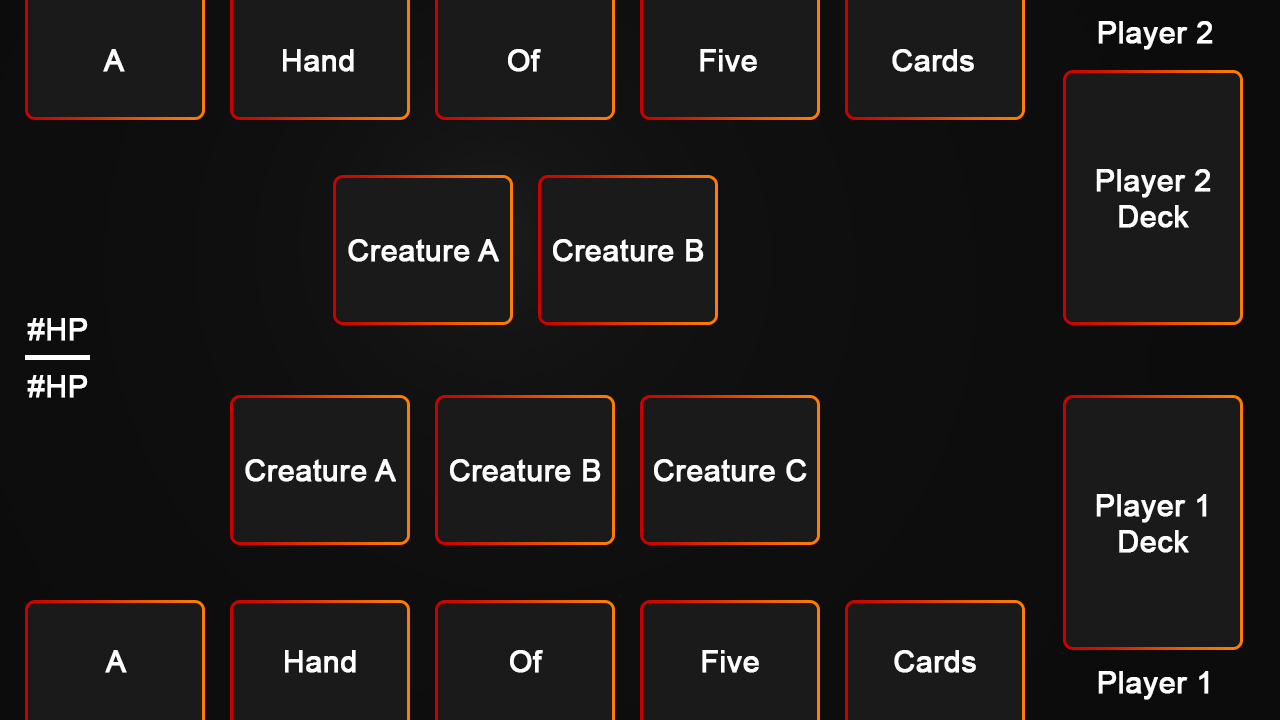 A
Hand
Of
Five
Cards
Player 2
Player 2
Deck
Creature A
Creature B
#HP
#HP
Creature A
Creature B
Creature C
Player 1
Deck
A
Hand
Of
Five
Cards
Player 1